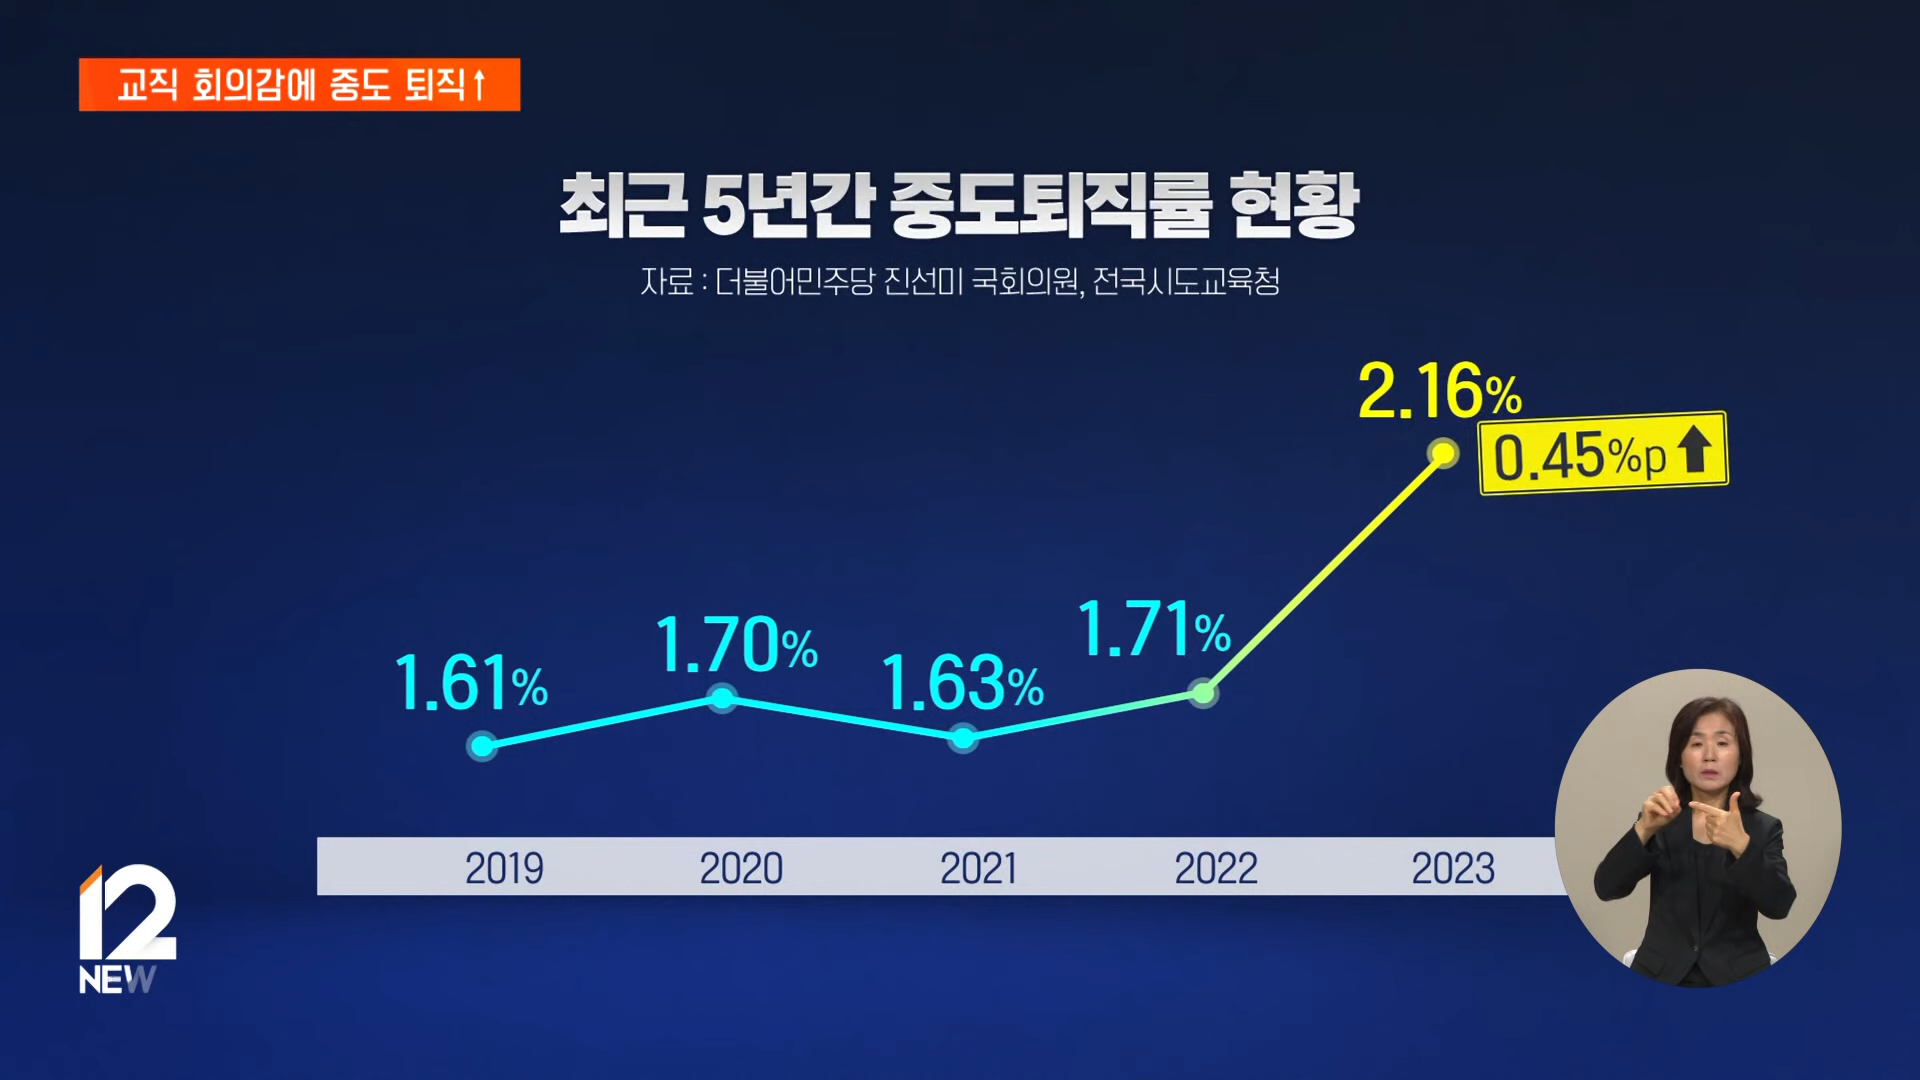 교직 회의감에 중도 퇴직↑
최근 5년간 중도퇴직률 현황
자료 : 더불어민주당 진선미 국회의원, 전국시도교육청
2.16%
0.45%p⬆
1.71%
1.70%
1.61%
1.63%
2019 2020 2021 2022 2023
12
NEW